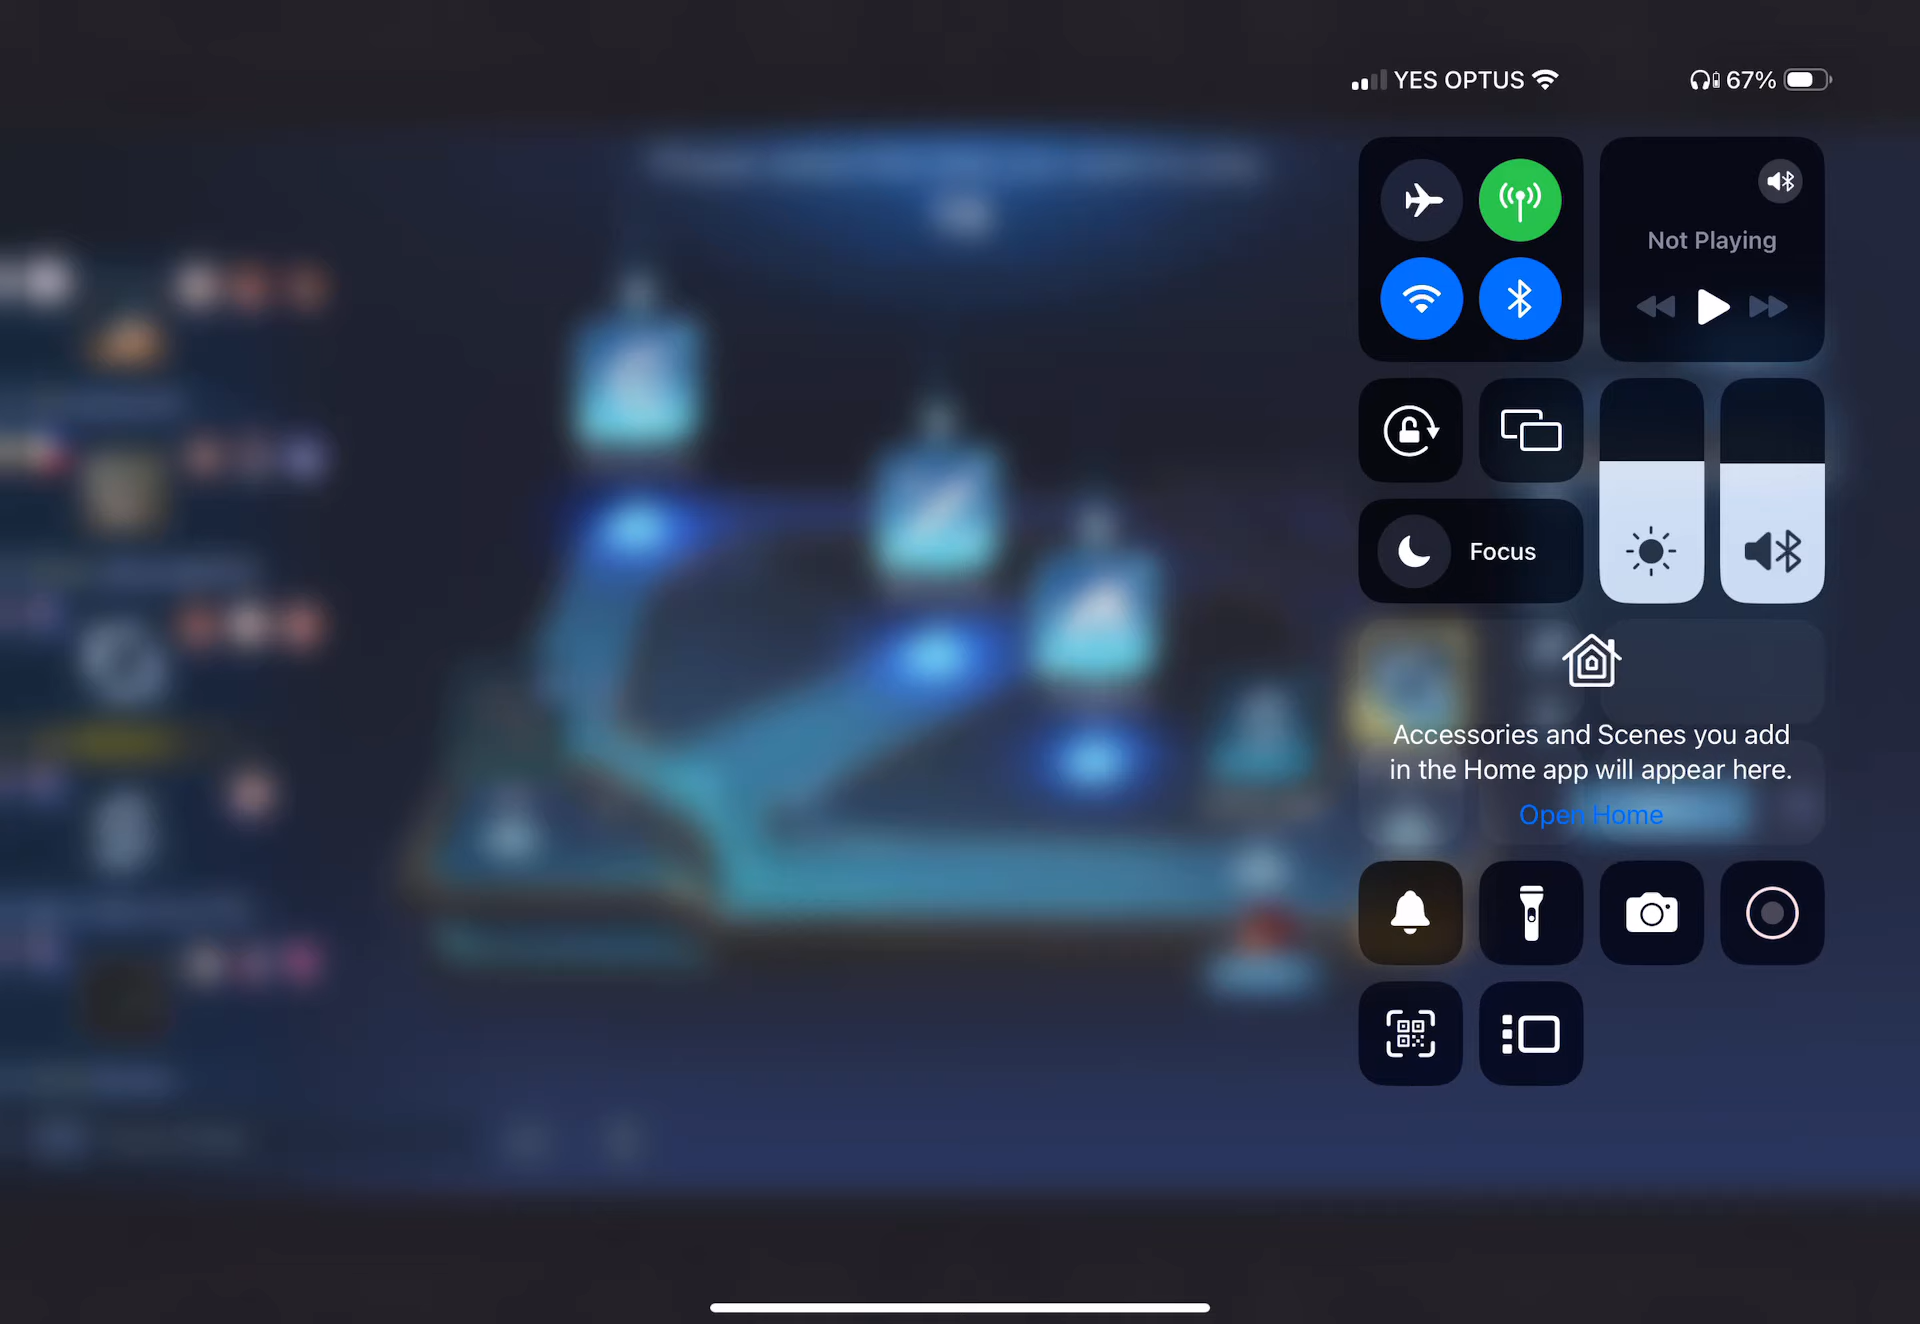 YES OPTUS
67%
Not Playing
Focus
Accessories and Scenes you add
in the Home app will appear here.
Open Home